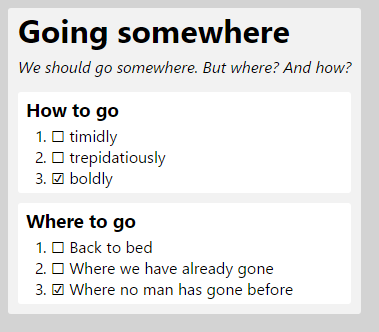 Going somewhere
We should go somewhere. But where? And how?
How to go
1. ☐ timidly
2. ☐ trepidatiously
3. ☑ boldly
Where to go
1. ☐ Back to bed
2. ☐ Where we have already gone
3. ☑ Where no man has gone before